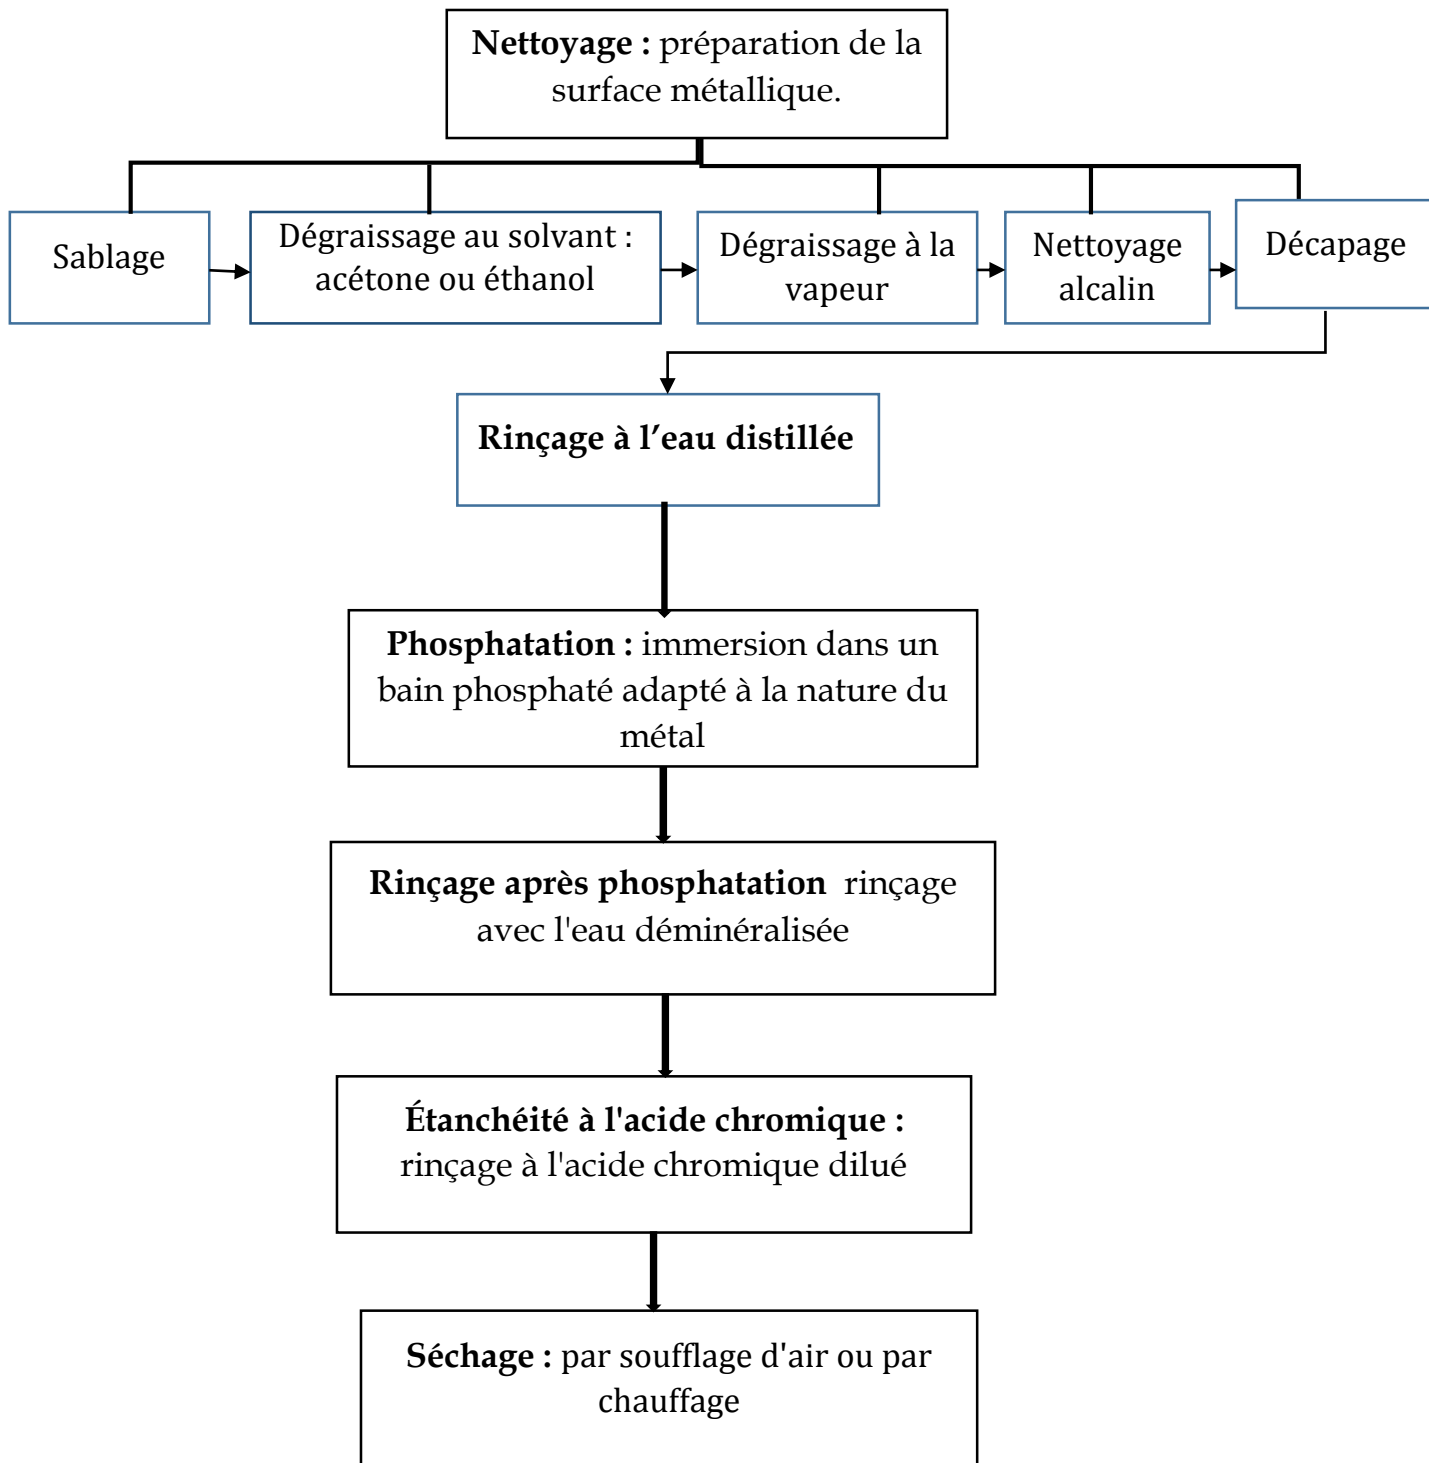 Nettoyage : préparation de la
surface métallique.
Sablage
Dégraissage au solvant :
acétone ou éthanol
Dégraissage à la
vapeur
Nettoyage
alcalin
Décapage
Rinçage à l’eau distillée
Phosphatation : immersion dans un
bain phosphaté adapté à la nature du
métal
Rinçage après phosphatation  rinçage
avec l'eau déminéralisée
Étanchéité à l'acide chromique :
rinçage à l'acide chromique dilué
Séchage : par soufflage d'air ou par
chauffage